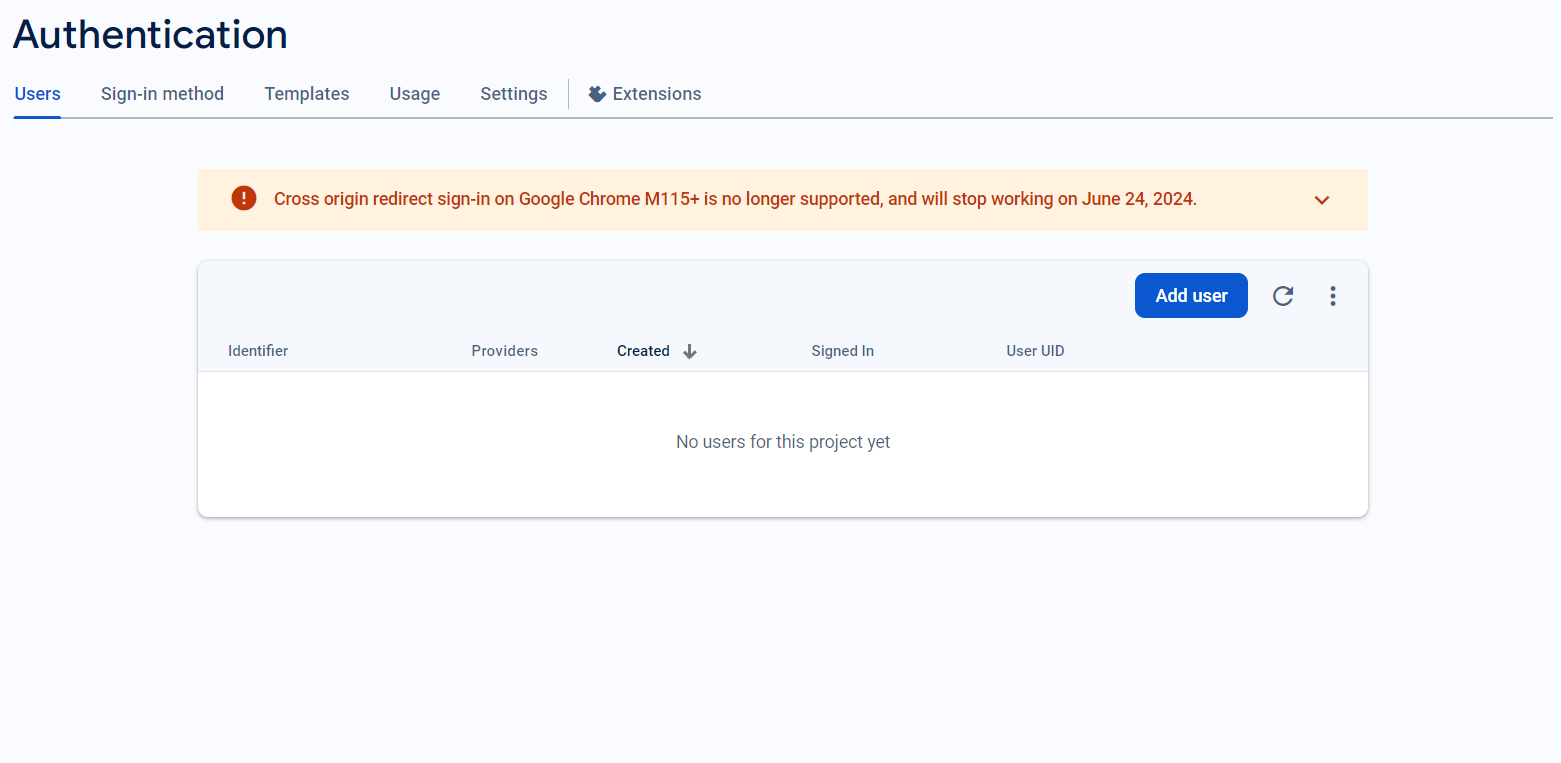 Authentication
Users Sign-in method Templates Usage Settings Extensions
Cross origin redirect sign-in on Google Chrome M115+ is no longer supported, and will stop working on June 24, 2024.
Add user
Identifier Providers Created Signed In User UID
No users for this project yet